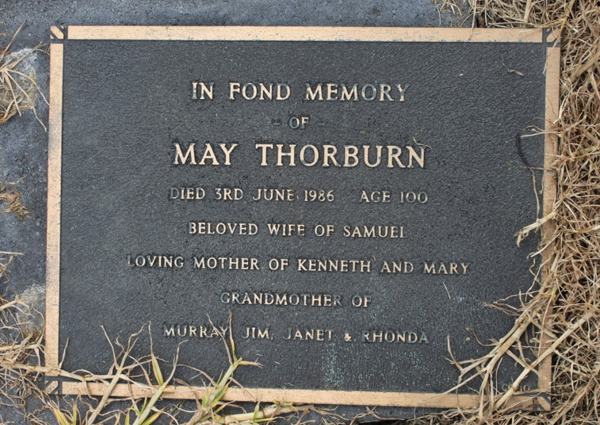 IN FOND MEMORY
OF
MAY THORBURN
DIED 3RD JUNE 1986 AGE 100
BELOVED WIFE OF SAMUEL
LOVING MOTHER OF KENNETH AND MARY
GRANDMOTHER OF
MURRAY, JIM, JANET & RHONDA